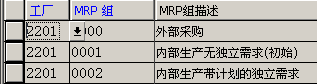 工厂 MRP 组 MRP组描述
2201 00 外部采购
2201 0001 内部生产无独立需求(初始)
2201 0002 内部生产带计划的独立需求